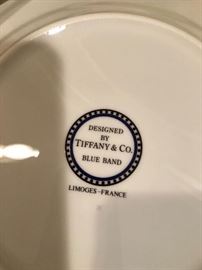 DESIGNED
BY
TIFFANY & CO.
BLUE BAND
LIMOGES-FRANCE